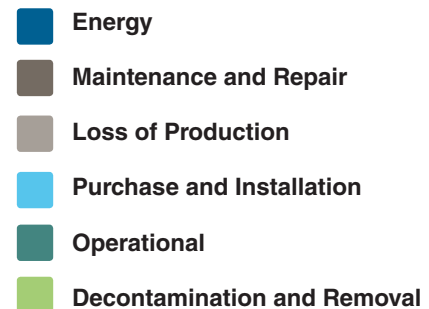 Energy
Maintenance and Repair
Loss of Production
Purchase and Installation
Operational
Decontamination and Removal